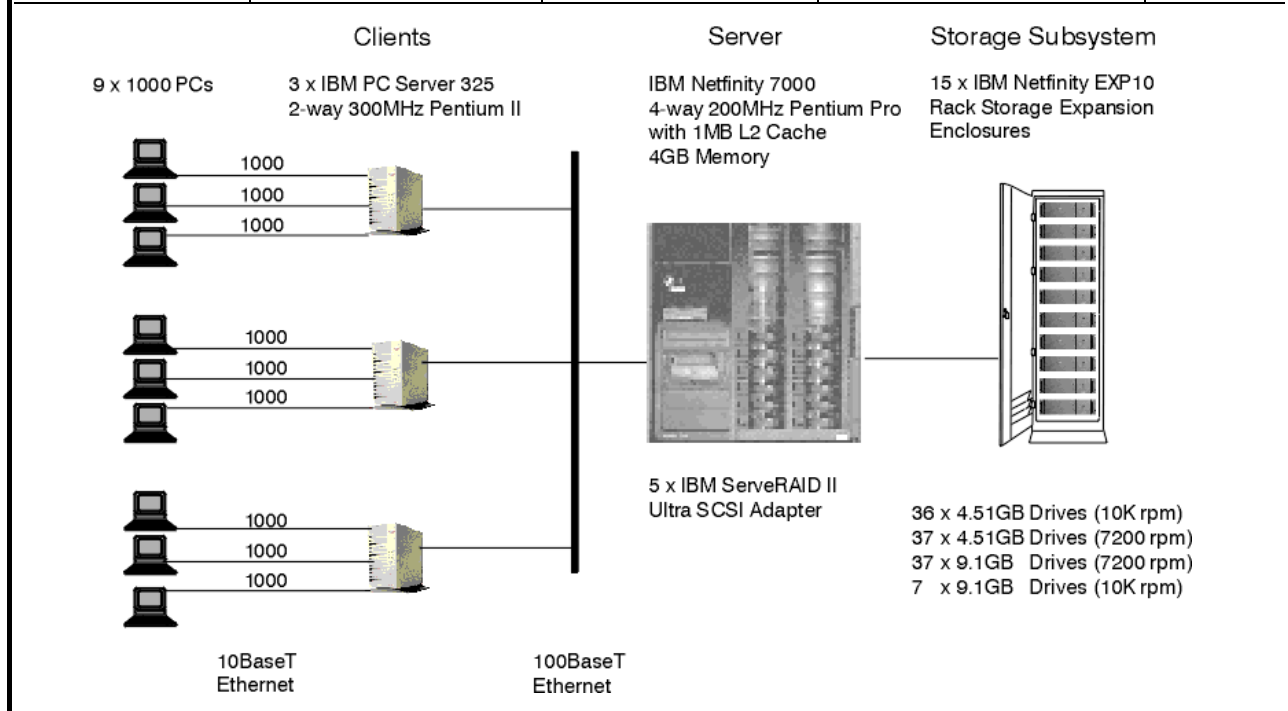 Clients
Server
Storage Subsystem
9 x 1000 PCs
3 x IBM PC Server 325
2-way 300MHz Pentium II
IBM Netfinity 7000
4-way 200MHz Pentium Pro
with 1MB L2 Cache
4GB Memory
15 x IBM Netfinity EXP10
Rack Storage Expansion
Enclosures
1000
1000
1000
1000
1000
1000
1000
1000
1000
5 x IBM ServeRAID II
Ultra SCSI Adapter
36 x 4.51GB Drives (10K rpm)
37 x 4.51GB Drives (7200 rpm)
37 x 9.1GB Drives (7200 rpm)
7 x 9.1GB Drives (10K rpm)
10BaseT
Ethernet
100BaseT
Ethernet